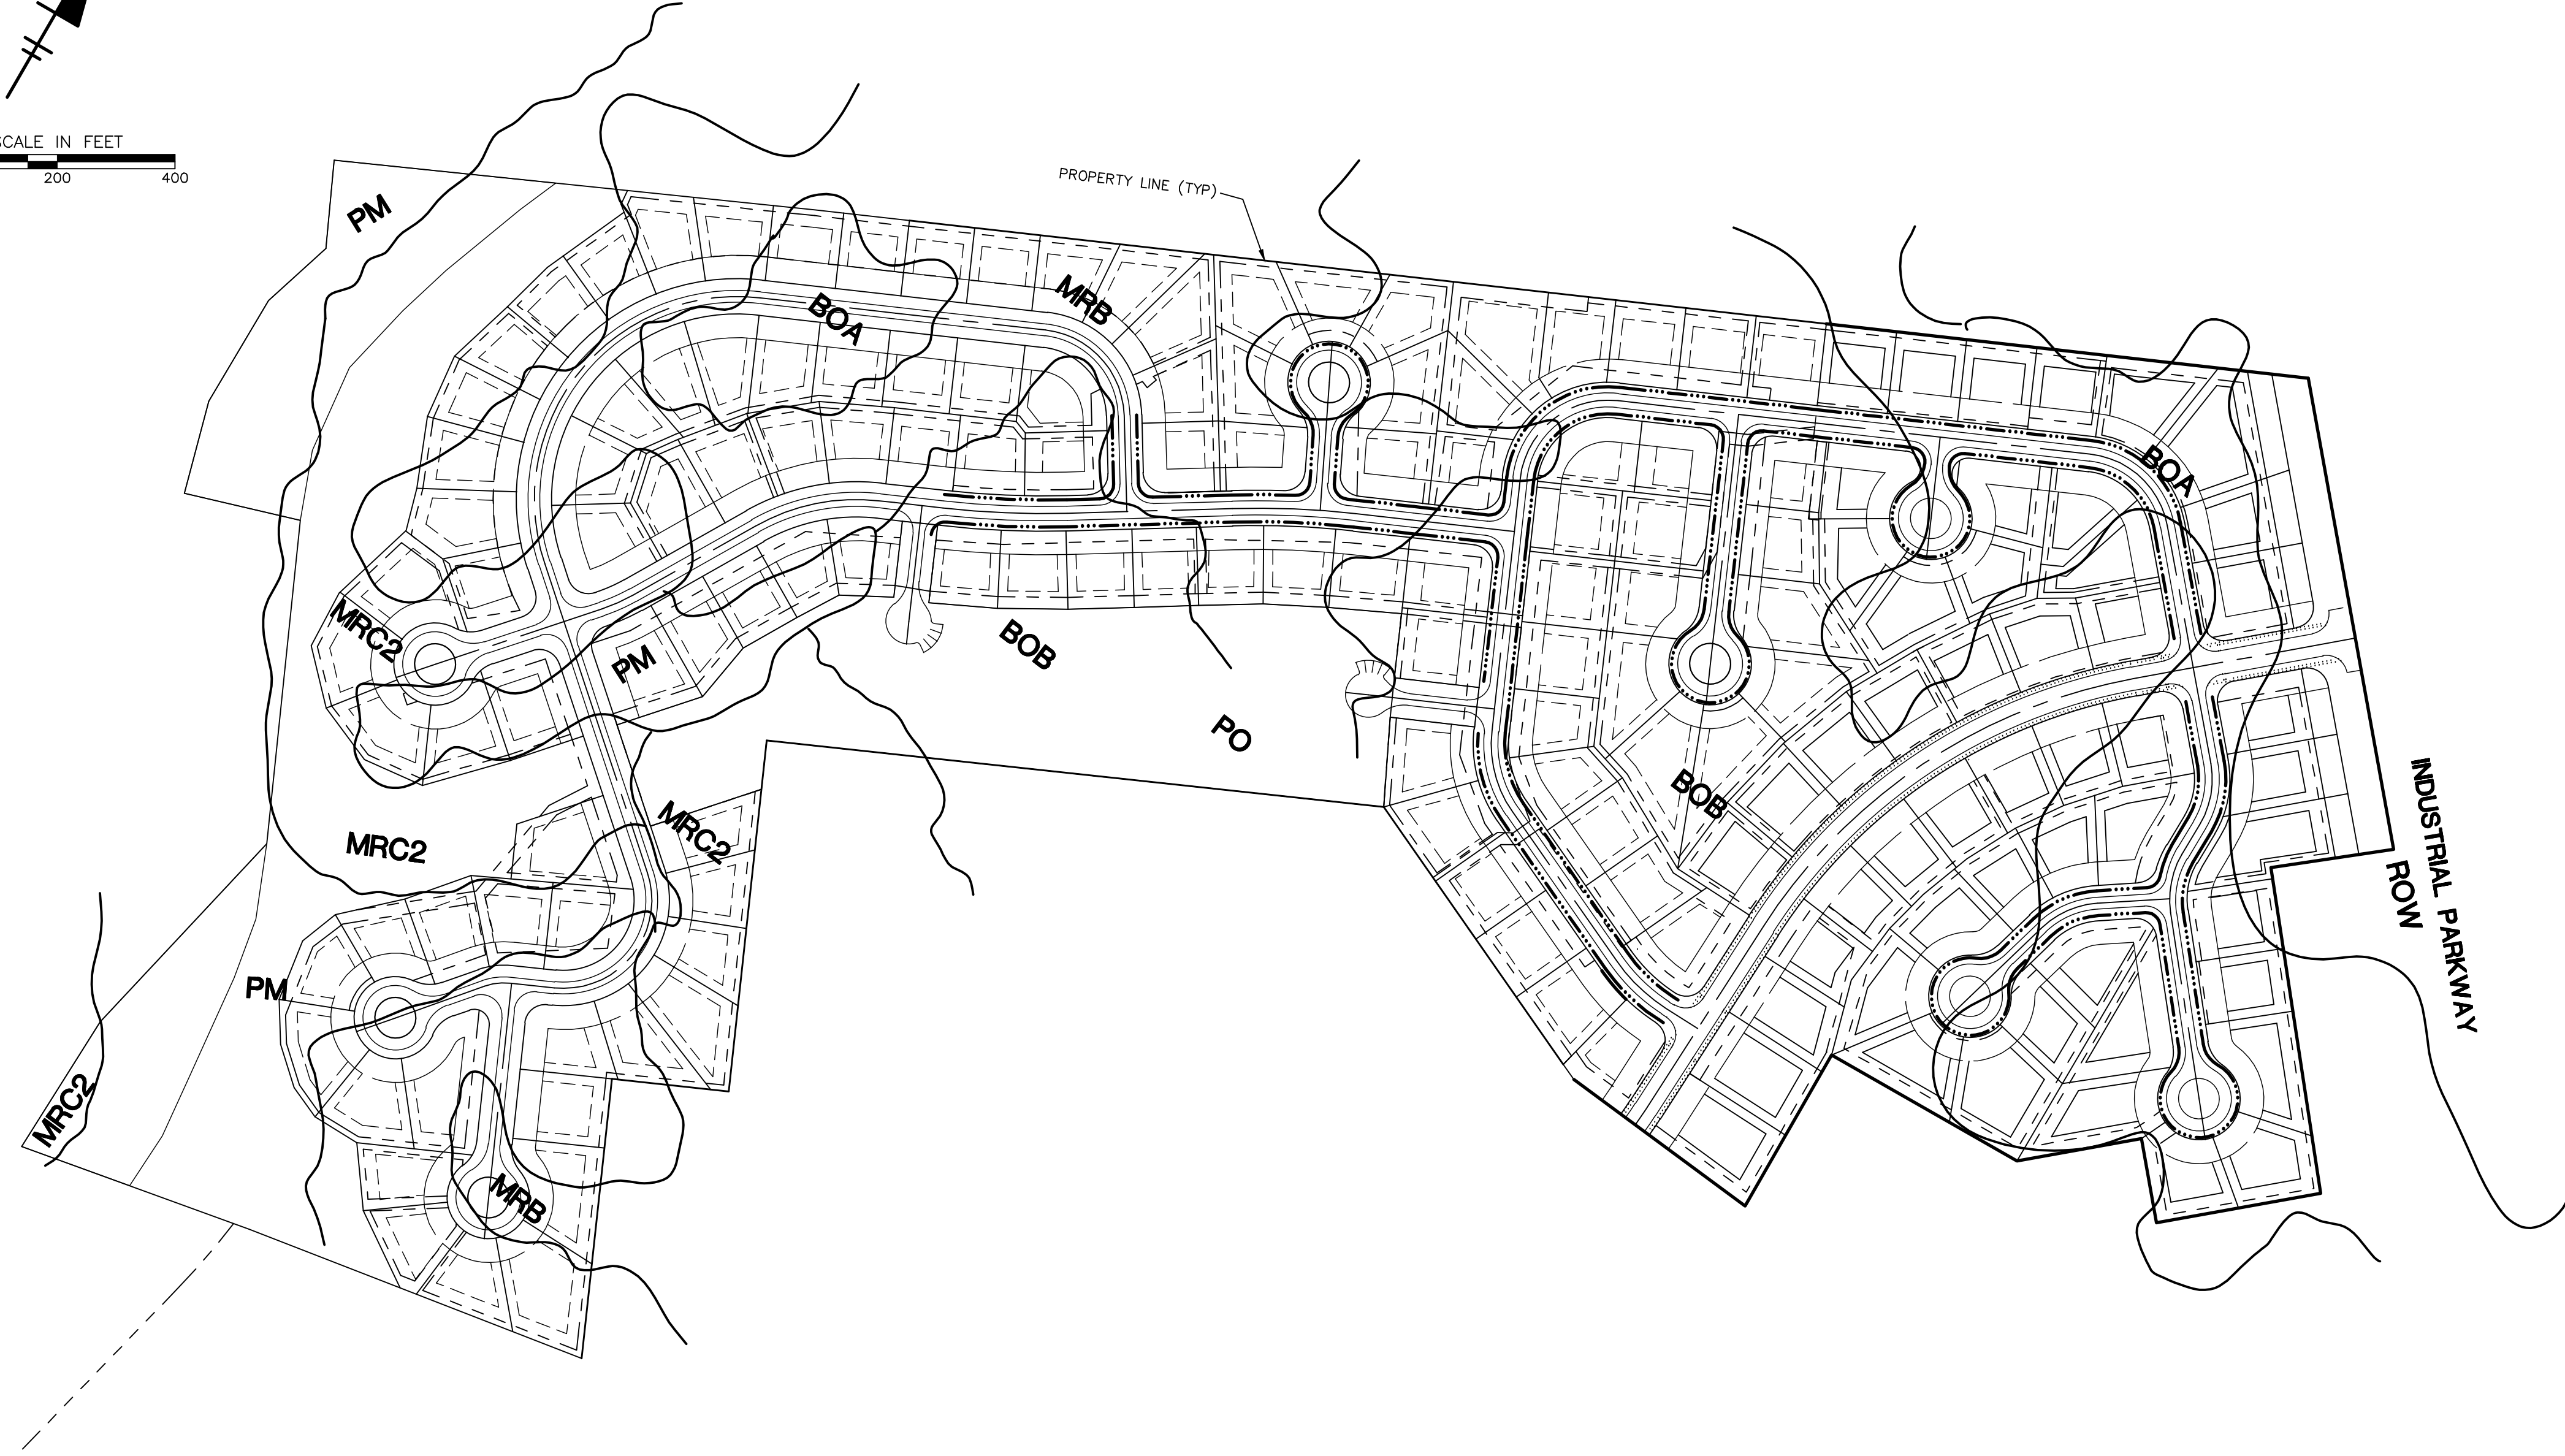 SCALE IN FEET
200 400
PROPERTY LINE (TYP)
PM
BOA
MRB
BOA
MRC2
PM
BOB
PO
BOB
INDUSTRIAL PARKWAY
ROW
MRC2
MRC2
PM
MRC2
MRB